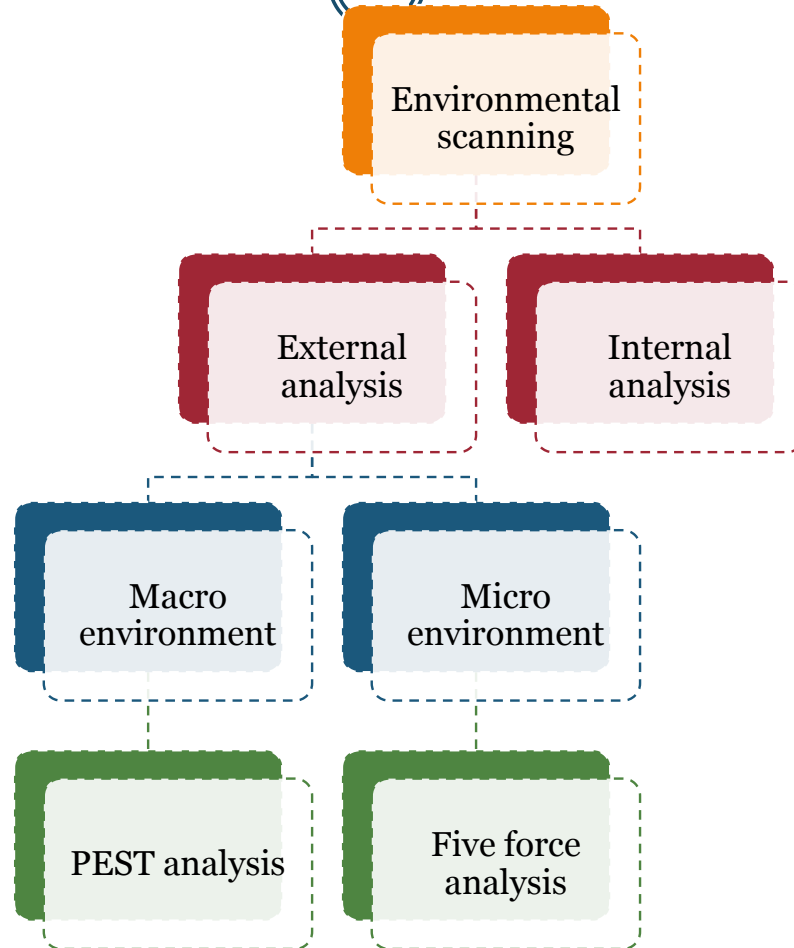 Environmental
scanning
External
analysis
Internal
analysis
Macro
environment
Micro
environment
PEST analysis
Five force
analysis